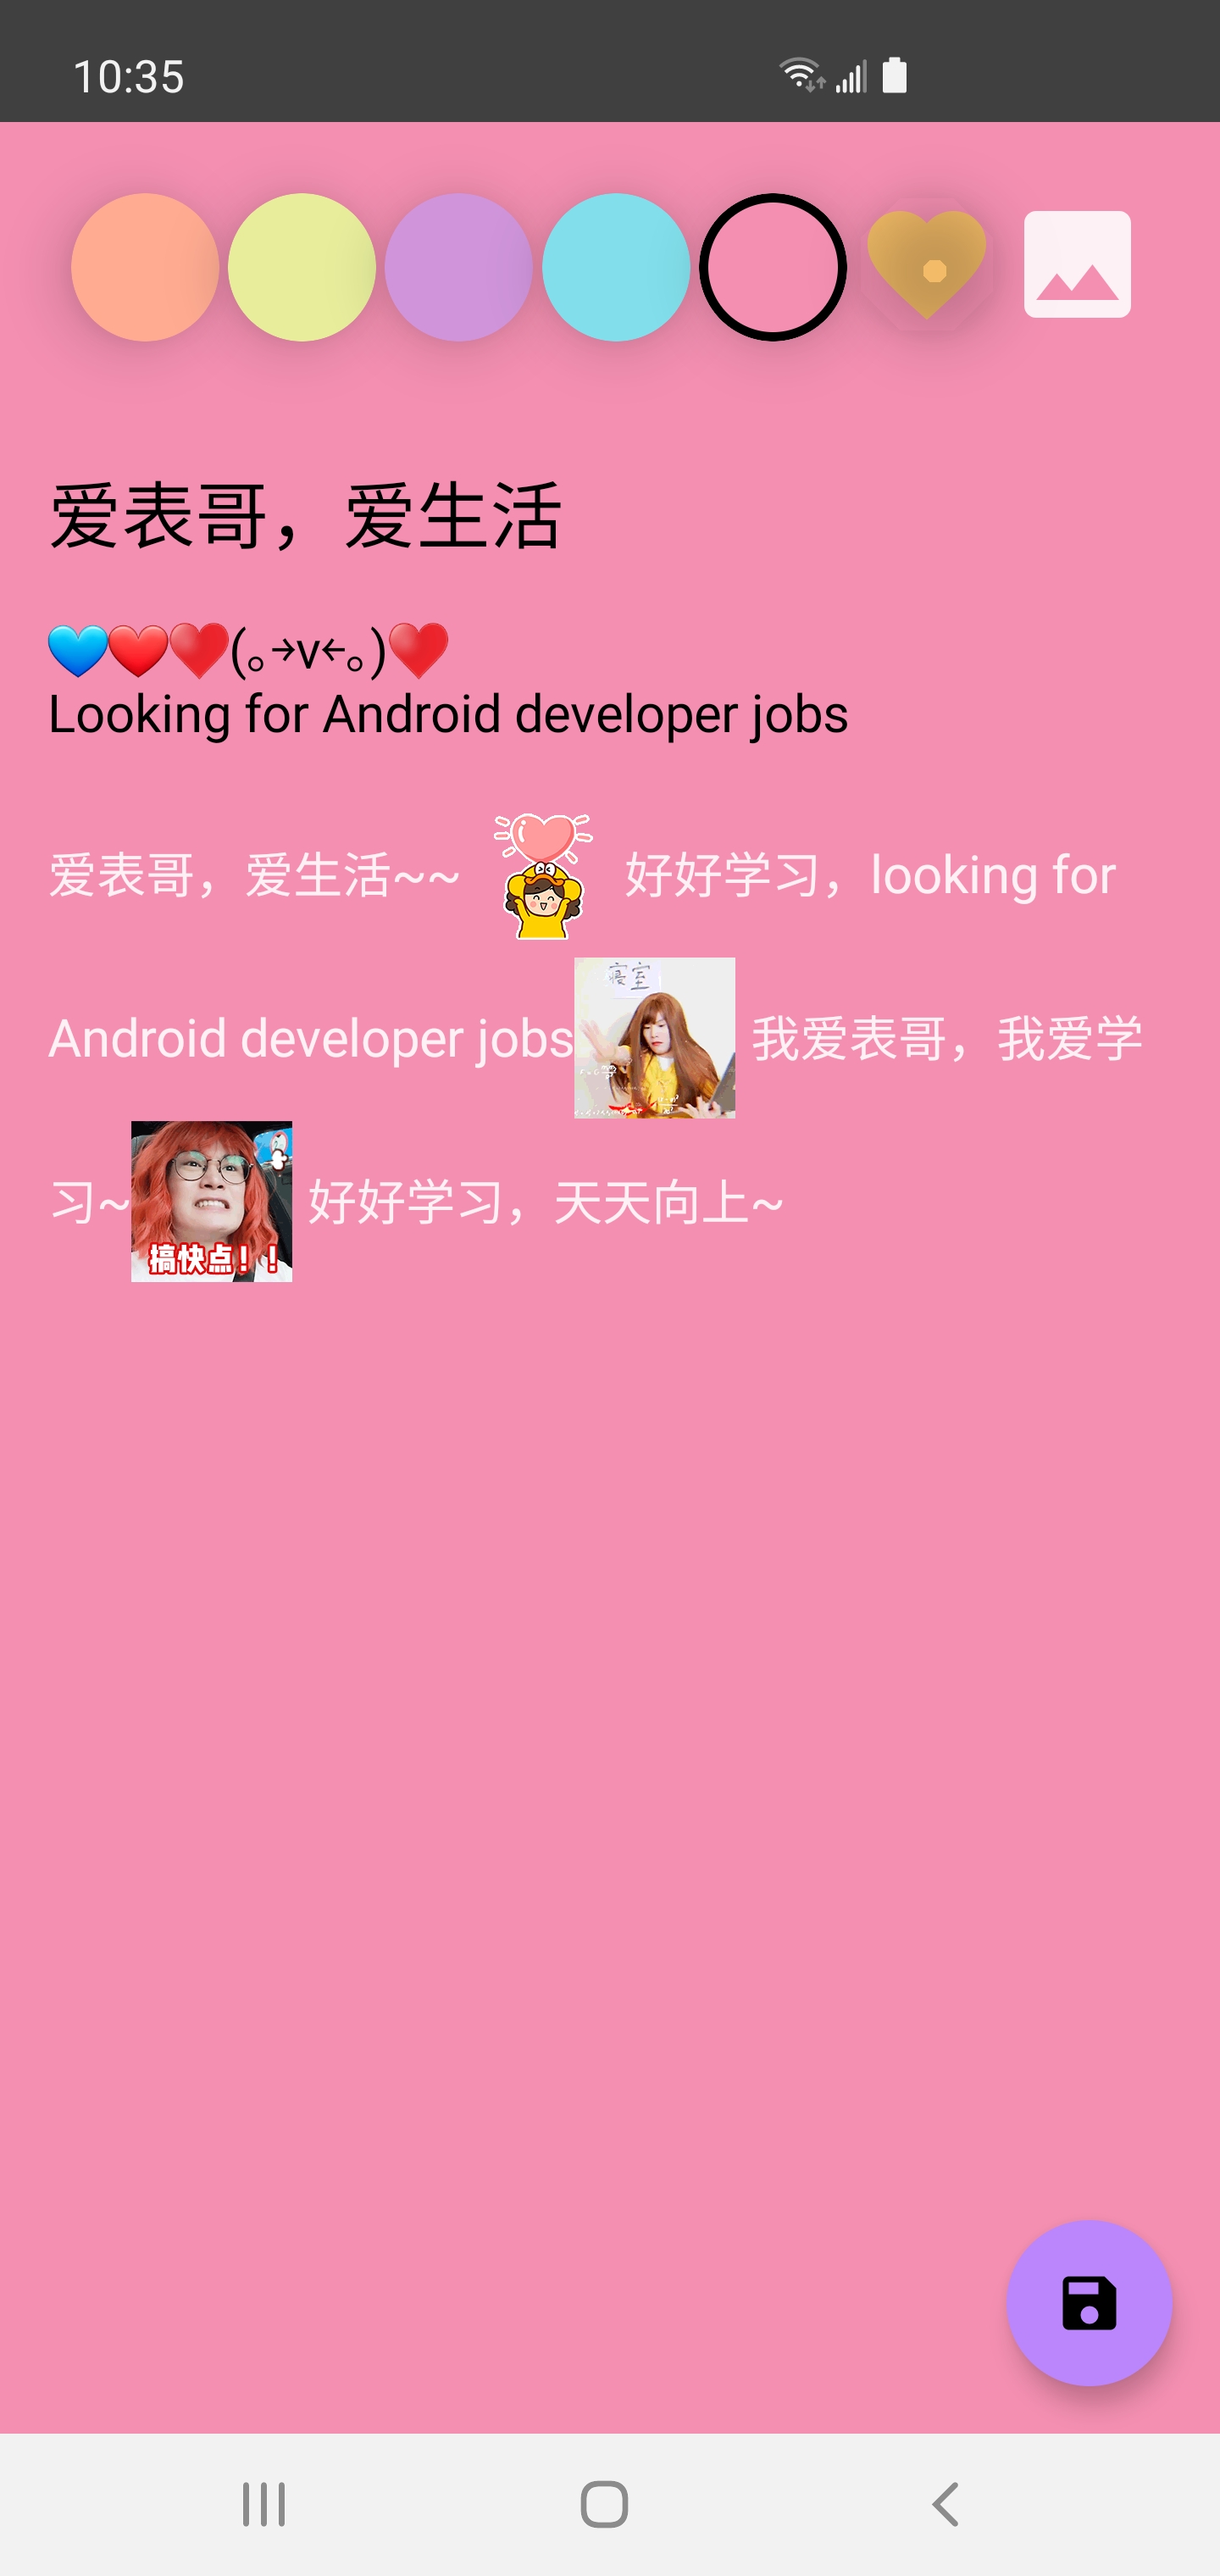 10:35
爱表哥，爱生活
💙❤️♥️(｡￫v￩｡)♥️
Looking for Android developer jobs
爱表哥，爱生活~~ 好好学习，looking for
寝室
Android developer jobs 我爱表哥，我爱学
习~ 好好学习，天天向上~
搞快点！！